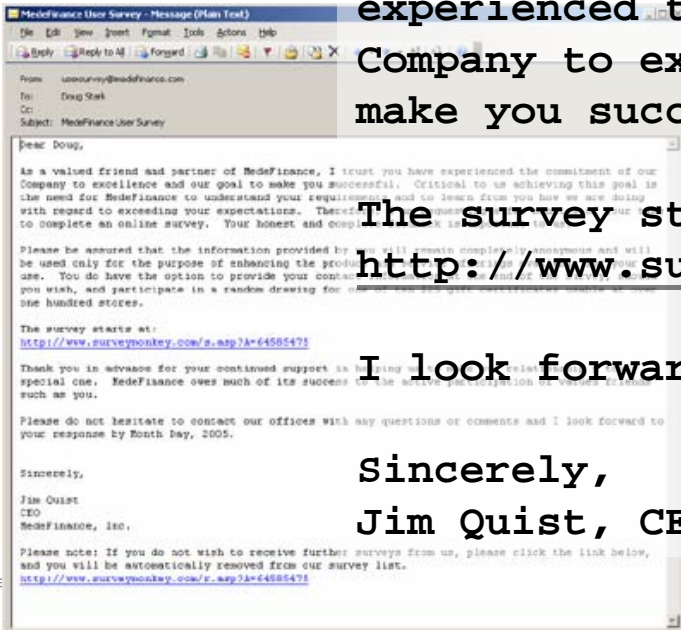 MedeFinance User Survey - Message (Plain Text)
File Edit View Insert Format Tools Actions Help
Reply Reply to All Forward
From: usersurvey@medefinance.com
To: Doug Stark
Cc:
Subject: MedeFinance User Survey
Dear Doug,
As a valued friend and partner of MedeFinance, I trust you have experienced the commitment of our
Company to excellence and our goal to make you successful. Critical to us achieving this goal is
the need for MedeFinance to understand your requirements and to learn from you how we are doing
with regard to exceeding your expectations.
to complete an online survey. Your honest and
Please be assured that the information provided by you will remain completely anonymous and will
be used only for the purpose of enhancing the
use. You do have the option to provide your
you wish, and participate in a random drawing for one of ten
one hundred stores.
The survey starts at:
http://www.surveymonkey.com/s.asp?A=64585475
Thank you in advance for your continued support in helping
special one. MedeFinance owes much of its success to the active participation of values friends
such as you.
Please do not hesitate to contact our offices with any questions or comments and I look forward to
your response by Month Day, 2005.
Sincerely,
Jim Quist
CEO
MedeFinance, Inc.
Please note: If you do not wish to receive further surveys from us, please click the link below,
and you will be automatically removed from our survey list.
http://www.surveymonkey.com/r.asp?A=64585475
experienced t
Company to ex
make you succ
The survey st
http://www.su
I look forwar
Sincerely,
Jim Quist, CE